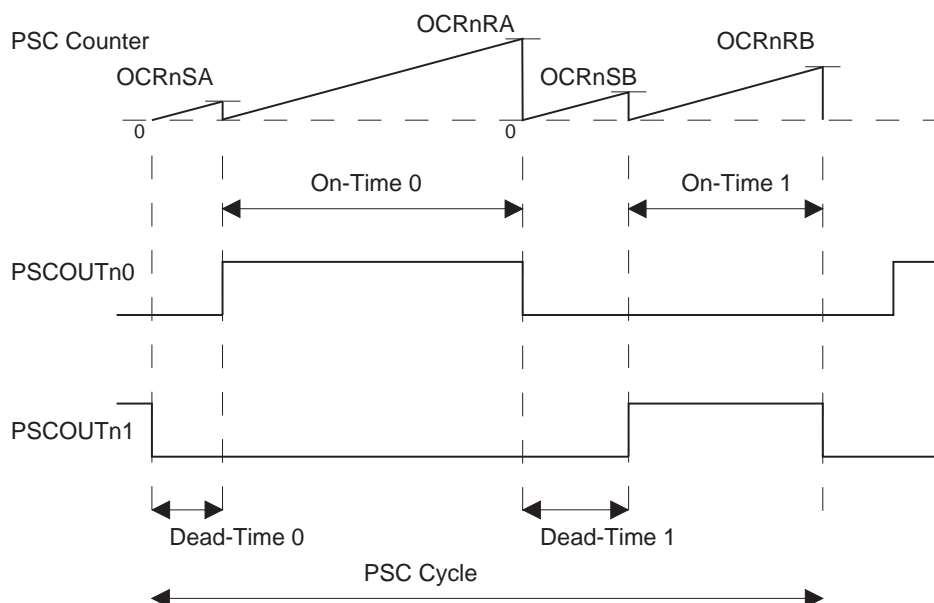 PSC Counter
OCRnRA
OCRnRB
OCRnSA
OCRnSB
0
0
On-Time 0
On-Time 1
PSCOUTn0
PSCOUTn1
Dead-Time 0
Dead-Time 1
PSC Cycle